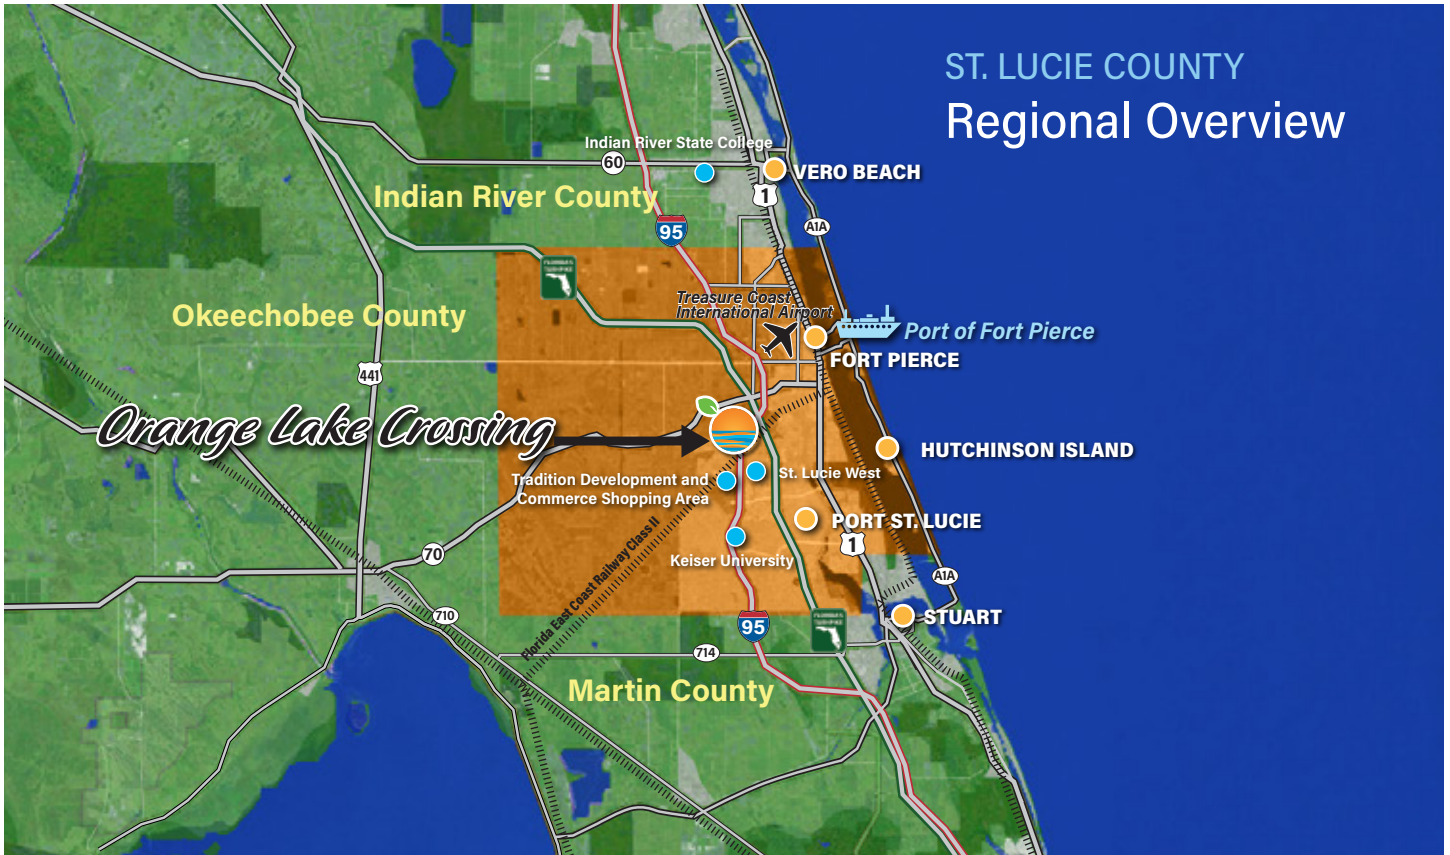 ST. LUCIE COUNTY
Regional Overview
Indian River State College
60
VERO BEACH
Indian River County
1
95
A1A
Okeechobee County
Treasure Coast
International Airport
Port of Fort Pierce
FORT PIERCE
441
Orange Lake Crossing
HUTCHINSON ISLAND
Tradition Development and
Commerce Shopping Area
St. Lucie West
PORT ST. LUCIE
1
70
Keiser University
Florida East Coast Railway Class II
A1A
710
95
STUART
714
Martin County